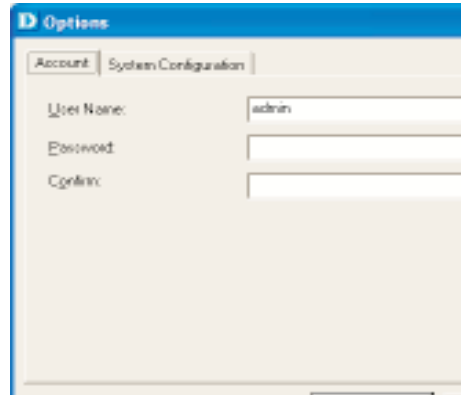 D Options
Account System Configuration
User Name: admin
Password:
Confirm: